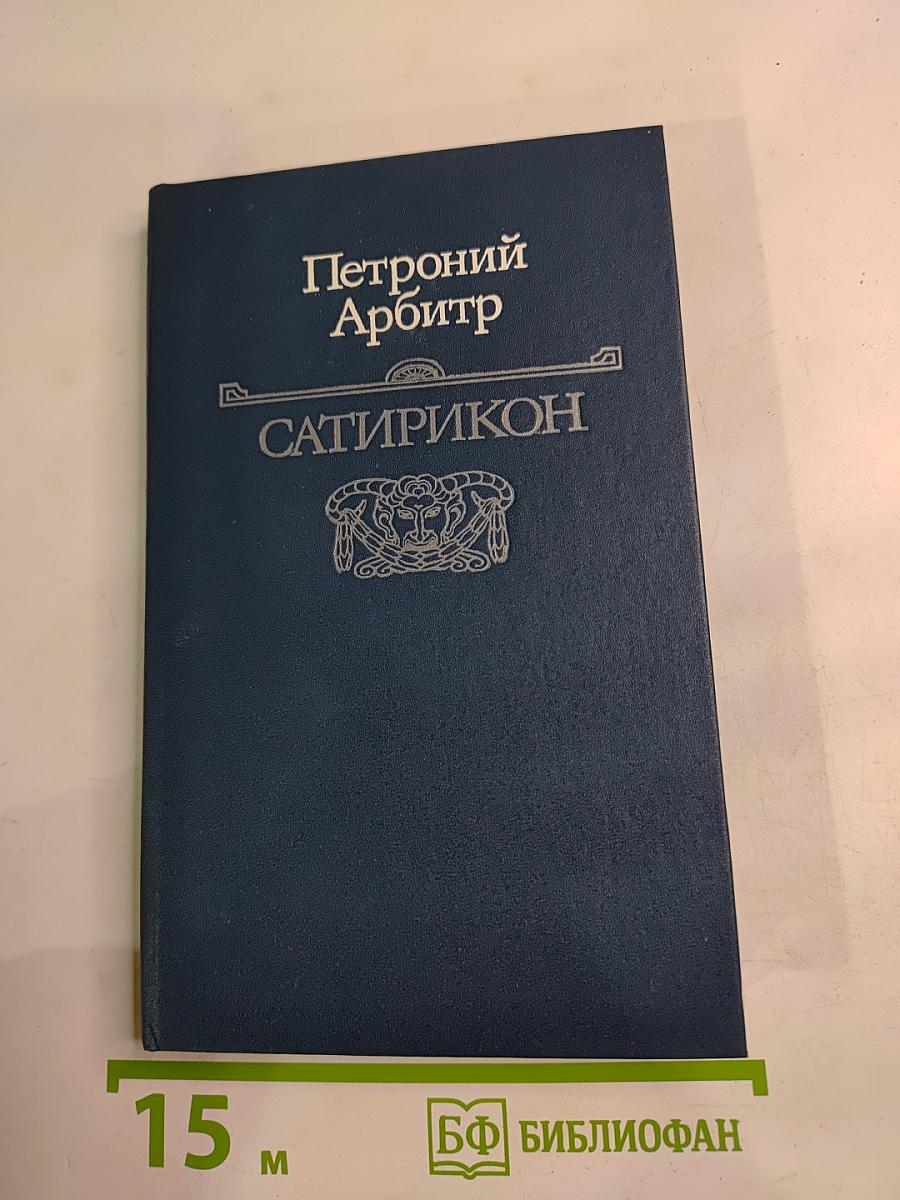 Петроний
Арбитр
САТИРИКОН
15 м
БФ БИБЛИОФАН